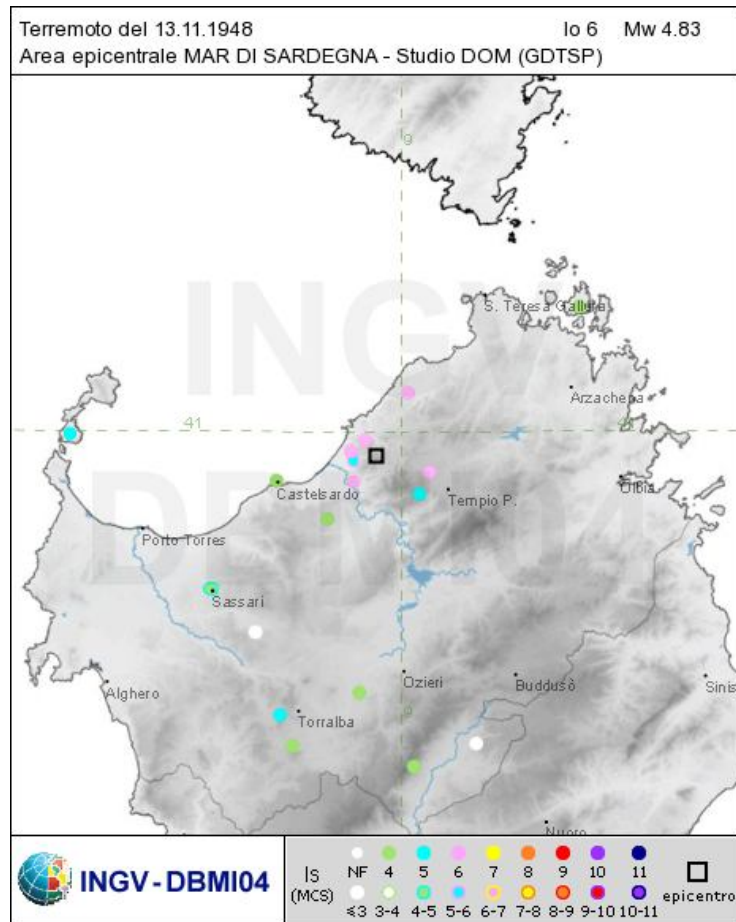 Terremoto del 13.11.1948 Io 6 Mw 4.83
Area epicentrale MAR DI SARDEGNA - Studio DOM (GDTSP)
9
INGV
S. Teresa Gallura
Arzachena
41
41
DBMI04
Castelsardo
Tempio P.
Olbia
Porto Torres
Sassari
Alghero
Ozieri
Buddusò
Sinis
9
Torralba
Nuoro
INGV - DBMI04
Is
(MCS)
NF 4 5 6 7 8 9 10 11
≤3 3-4 4-5 5-6 6-7 7-8 8-9 9-10 10-11
epicentro